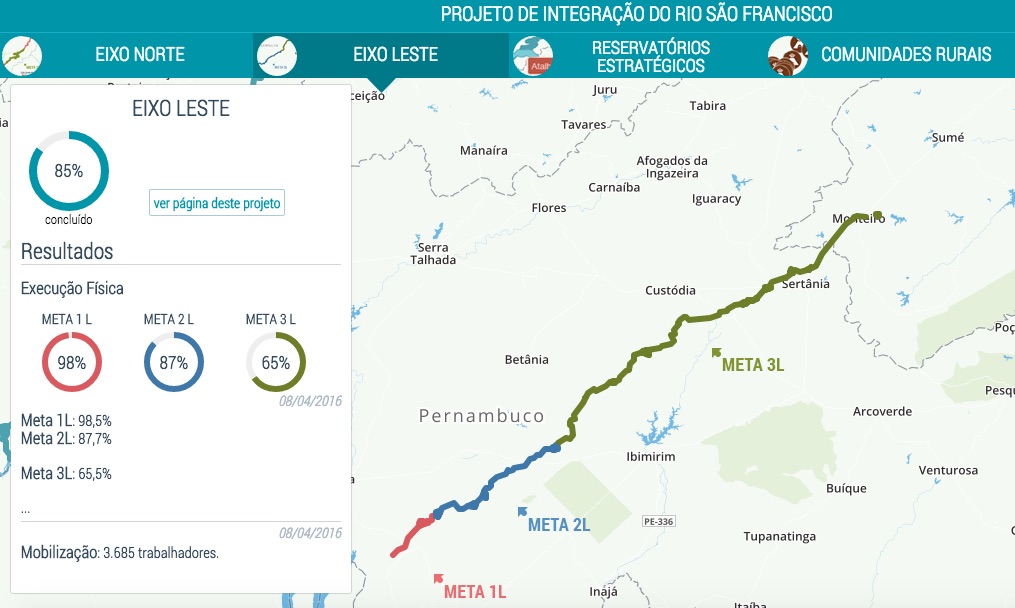 PROJETO DE INTEGRAÇÃO DO RIO SÃO FRANCISCO
EIXO NORTE
EIXO LESTE
RESERVATÓRIOS
ESTRATÉGICOS
COMUNIDADES RURAIS
EIXO LESTE
85%
concluído
ver página deste projeto
Resultados
Execução Física
META 1 L
META 2 L
META 3 L
98%
87%
65%
08/04/2016
Meta 1L: 98,5%
Meta 2L: 87,7%
Meta 3L: 65,5%
...
08/04/2016
Mobilização: 3.685 trabalhadores.
ceição
Juru
Tabira
Tavares
Sumé
Manaíra
Afogados da
Ingazeira
Carnaíba
Iguaracy
Flores
Monteiro
Serra
Talhada
Sertânia
Custódia
Poç
Betânia
META 3L
Pesq
Pernambuco
Arcoverde
Ibimirim
Venturosa
Buíque
META 2L
PE-336
Tupanatinga
META 1L
Inajá
Itaíba